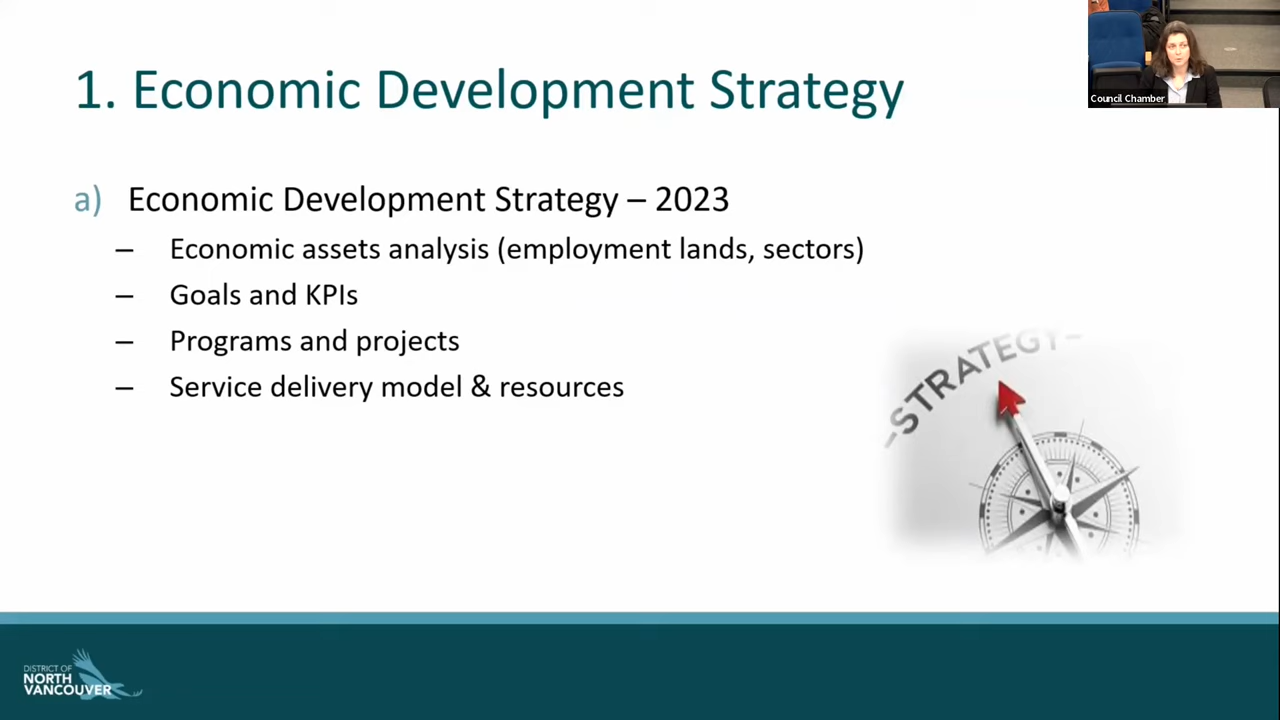 1. Economic Development Strategy
Council Chamber
a) Economic Development Strategy – 2023
– Economic assets analysis (employment lands, sectors)
– Goals and KPIs
– Programs and projects
– Service delivery model & resources
STRATEGY
DISTRICT OF
NORTH
VANCOUVER